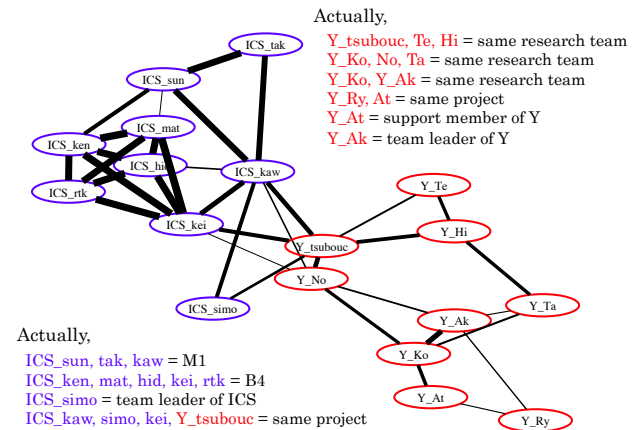 Actually,
Y_tsubouc, Te, Hi = same research team
Y_Ko, No, Ta = same research team
Y_Ko, Y_Ak = same research team
Y_Ry, At = same project
Y_At = support member of Y
Y_Ak = team leader of Y
ICS_tak
ICS_sun
ICS_mat
ICS_ken
ICS_hid
ICS_kaw
ICS_rtk
Y_Te
ICS_kei
Y_Hi
Y_tsubouc
Y_No
ICS_simo
Y_Ta
Y_Ak
Y_Ko
Y_At
Y_Ry
Actually,
ICS_sun, tak, kaw = M1
ICS_ken, mat, hid, kei, rtk = B4
ICS_simo = team leader of ICS
ICS_kaw, simo, kei, Y_tsubouc = same project